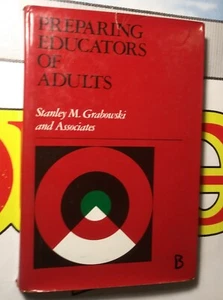 PREPARING
EDUCATORS
OF
ADULTS
Stanley M. Grabowski
and Associates
B